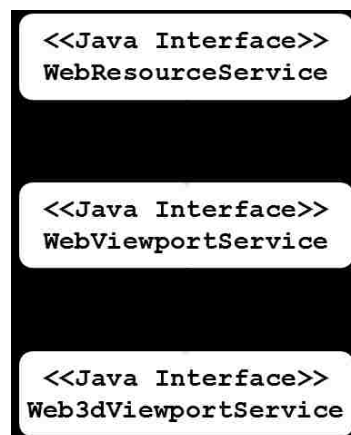 <<Java Interface>>
WebResourceService
<<Java Interface>>
WebViewportService
<<Java Interface>>
Web3dViewportService